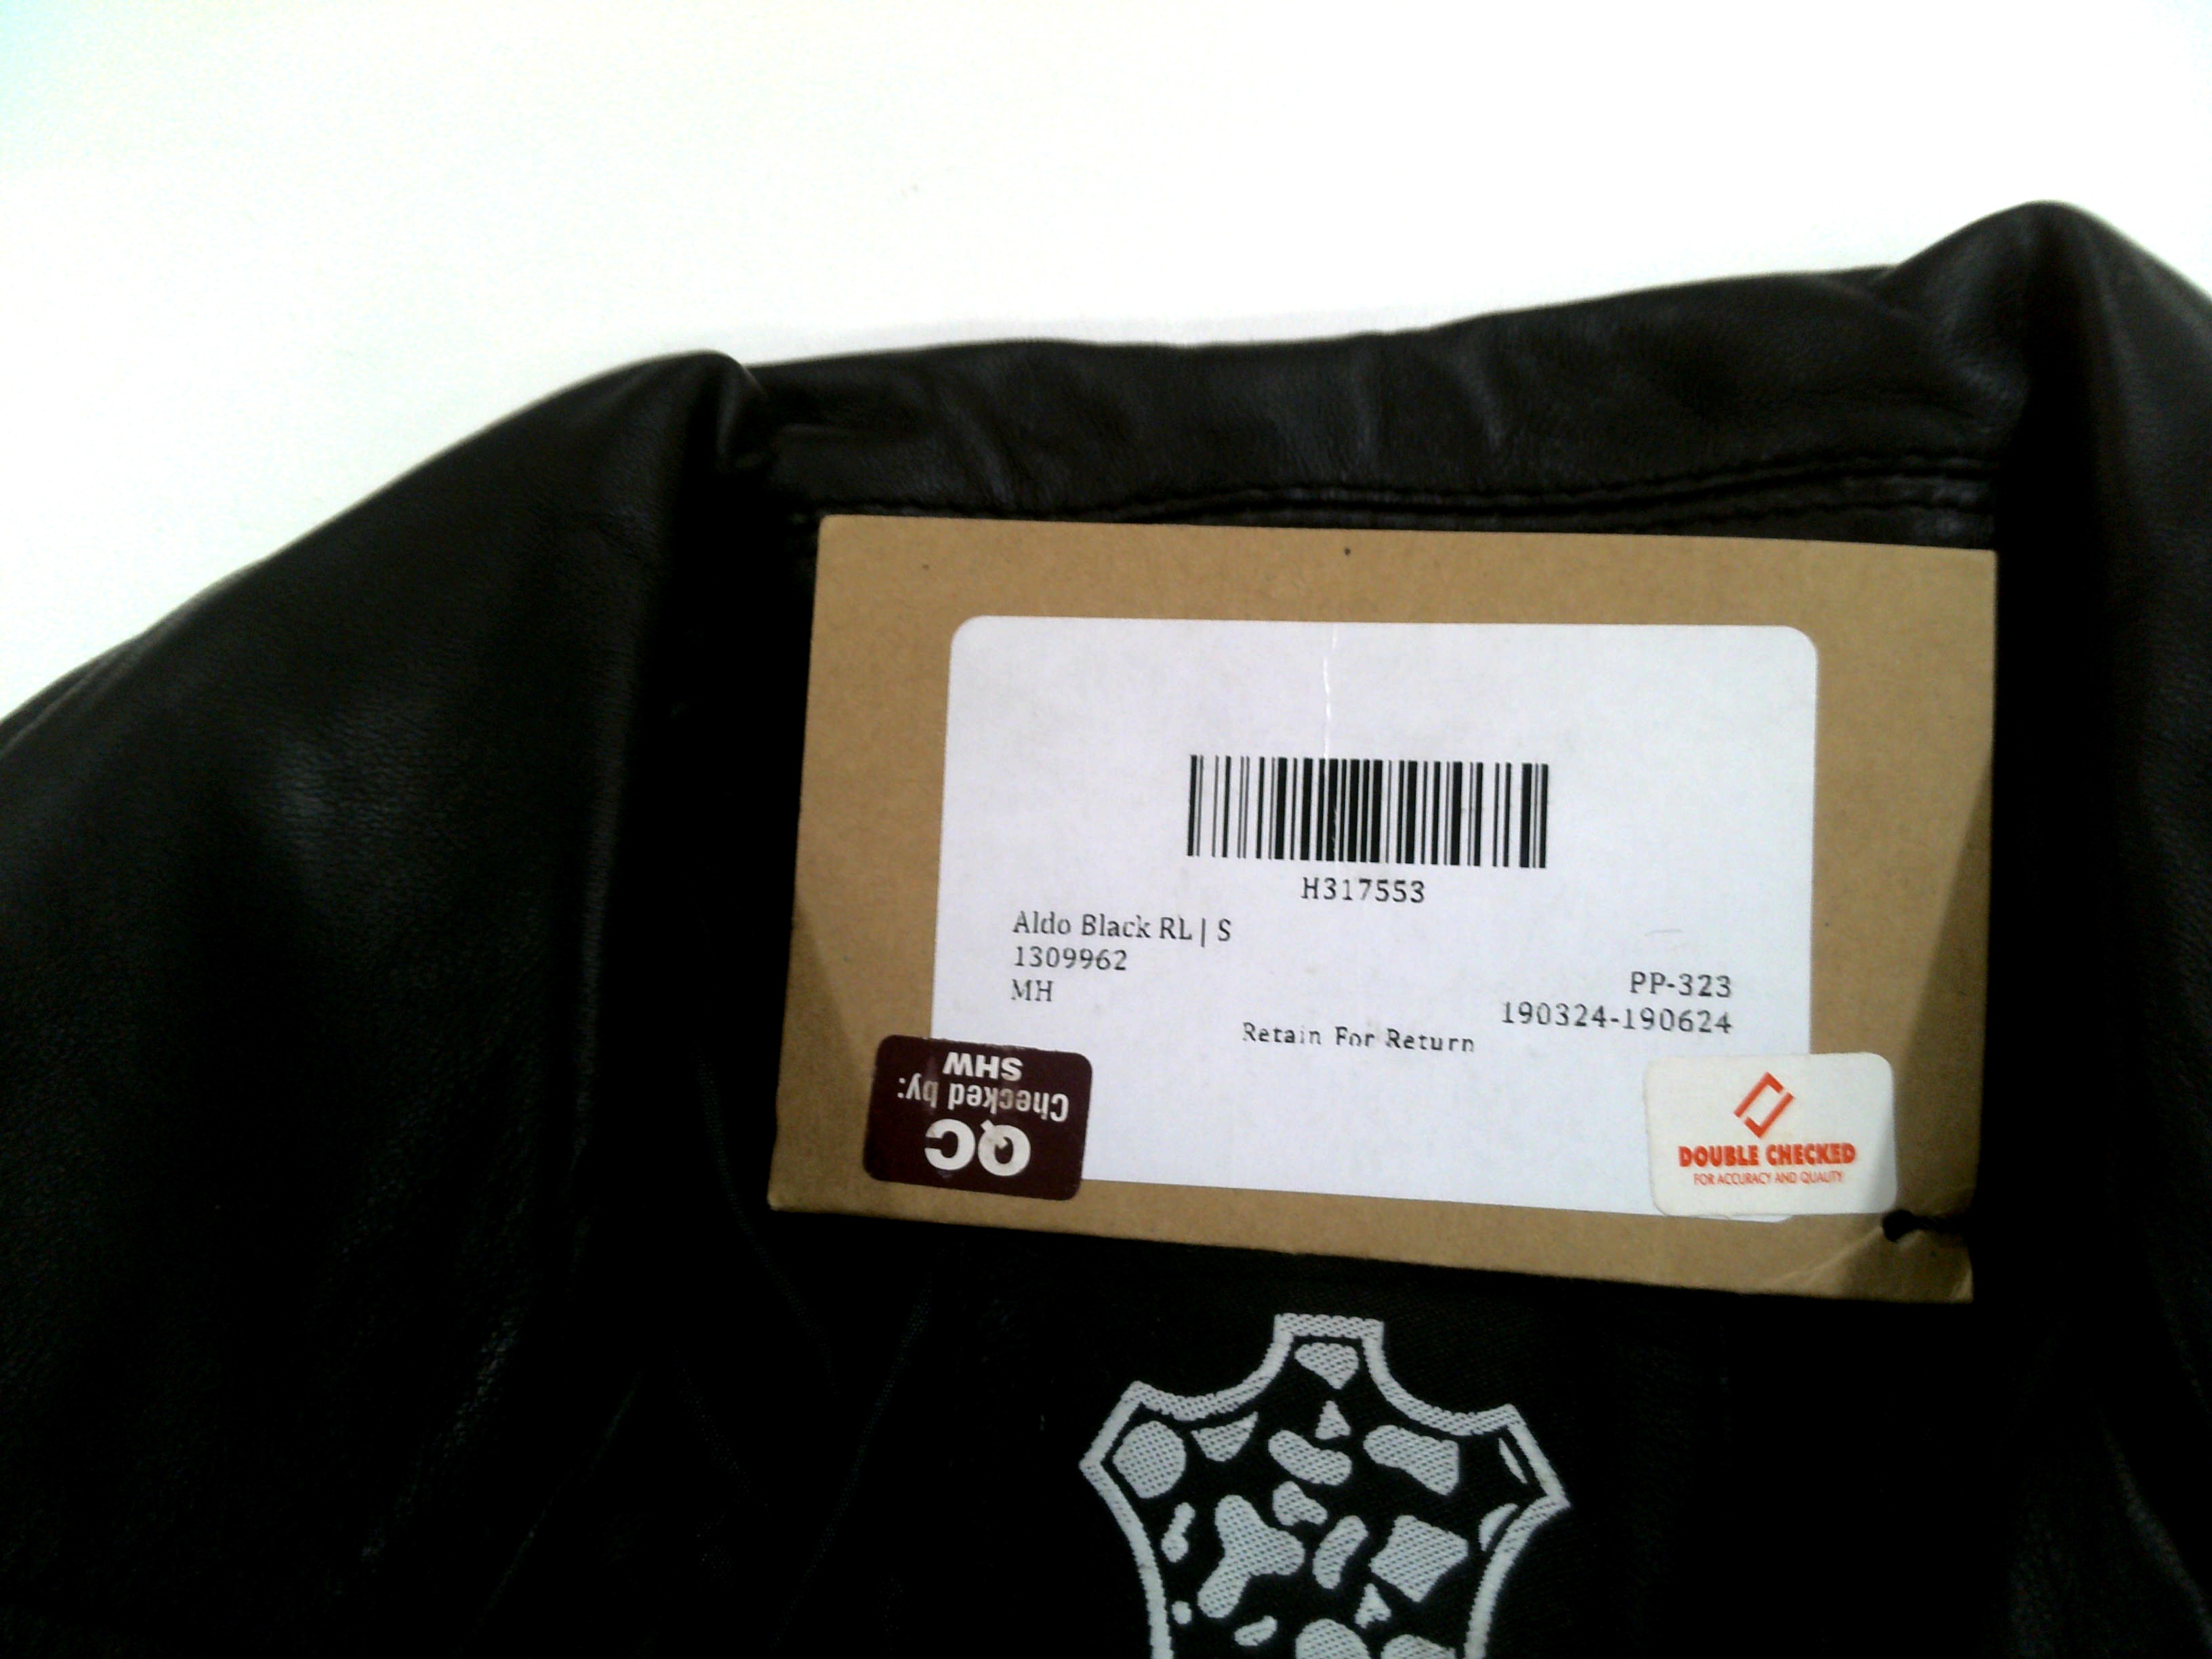 H317553
Aldo Black RL | S
1309962
MH
PP-323
190324-190624
Retain For Return
QC
Checked by:
SHW
DOUBLE CHECKED
FOR ACCURACY AND QUALITY